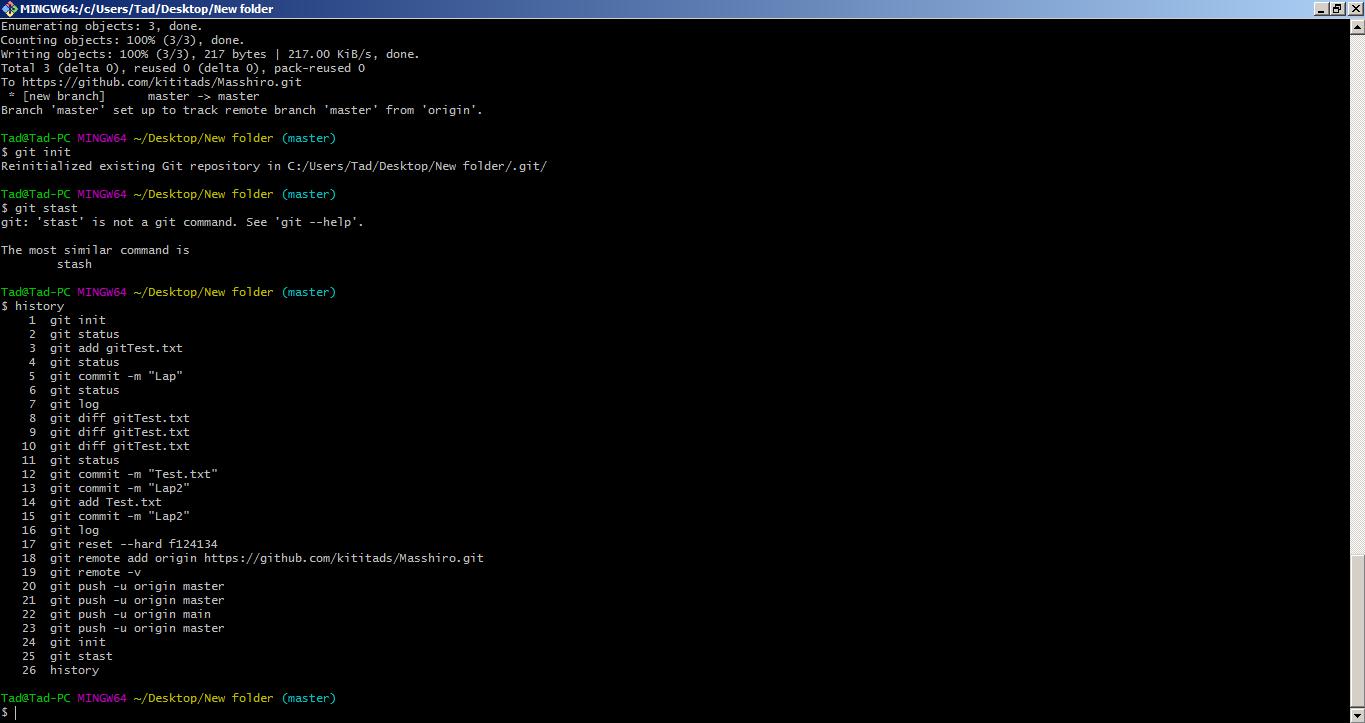 MINGW64:/c/Users/Tad/Desktop/New folder
Enumerating objects: 3, done.
Counting objects: 100% (3/3), done.
Writing objects: 100% (3/3), 217 bytes | 217.00 KiB/s, done.
Total 3 (delta 0), reused 0 (delta 0), pack-reused 0
To https://github.com/kititads/Masshiro.git
 * [new branch]      master -> master
Branch 'master' set up to track remote branch 'master' from 'origin'.
Tad@Tad-PC MINGW64 ~/Desktop/New folder (master)
$ git init
Reinitialized existing Git repository in C:/Users/Tad/Desktop/New folder/.git/
Tad@Tad-PC MINGW64 ~/Desktop/New folder (master)
$ git stast
git: 'stast' is not a git command. See 'git --help'.
The most similar command is
        stash
Tad@Tad-PC MINGW64 ~/Desktop/New folder (master)
$ history
    1  git init
    2  git status
    3  git add gitTest.txt
    4  git status
    5  git commit -m "Lap"
    6  git status
    7  git log
    8  git diff gitTest.txt
    9  git diff gitTest.txt
   10  git diff gitTest.txt
   11  git status
   12  git commit -m "Test.txt"
   13  git commit -m "Lap2"
   14  git add Test.txt
   15  git commit -m "Lap2"
   16  git log
   17  git reset --hard f124134
   18  git remote add origin https://github.com/kititads/Masshiro.git
   19  git remote -v
   20  git push -u origin master
   21  git push -u origin master
   22  git push -u origin main
   23  git push -u origin master
   24  git init
   25  git stast
   26  history
Tad@Tad-PC MINGW64 ~/Desktop/New folder (master)
$